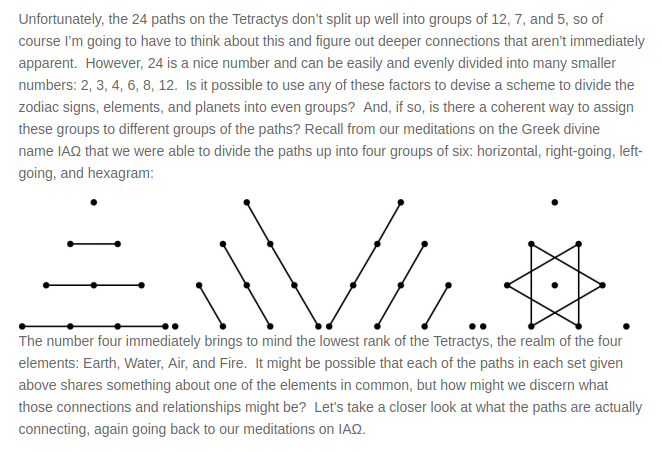 Unfortunately, the 24 paths on the Tetractys don’t split up well into groups of 12, 7, and 5, so of
course I’m going to have to think about this and figure out deeper connections that aren’t immediately
apparent.  However, 24 is a nice number and can be easily and evenly divided into many smaller
numbers: 2, 3, 4, 6, 8, 12.  Is it possible to use any of these factors to devise a scheme to divide the
zodiac signs, elements, and planets into even groups?  And, if so, is there a coherent way to assign
these groups to different groups of the paths? Recall from our meditations on the Greek divine
name ΙΑΩ that we were able to divide the paths up into four groups of six: horizontal, right-going, left-
going, and hexagram:
The number four immediately brings to mind the lowest rank of the Tetractys, the realm of the four
elements: Earth, Water, Air, and Fire.  It might be possible that each of the paths in each set given
above shares something about one of the elements in common, but how might we discern what
those connections and relationships might be?  Let’s take a closer look at what the paths are actually
connecting, again going back to our meditations on ΙΑΩ.